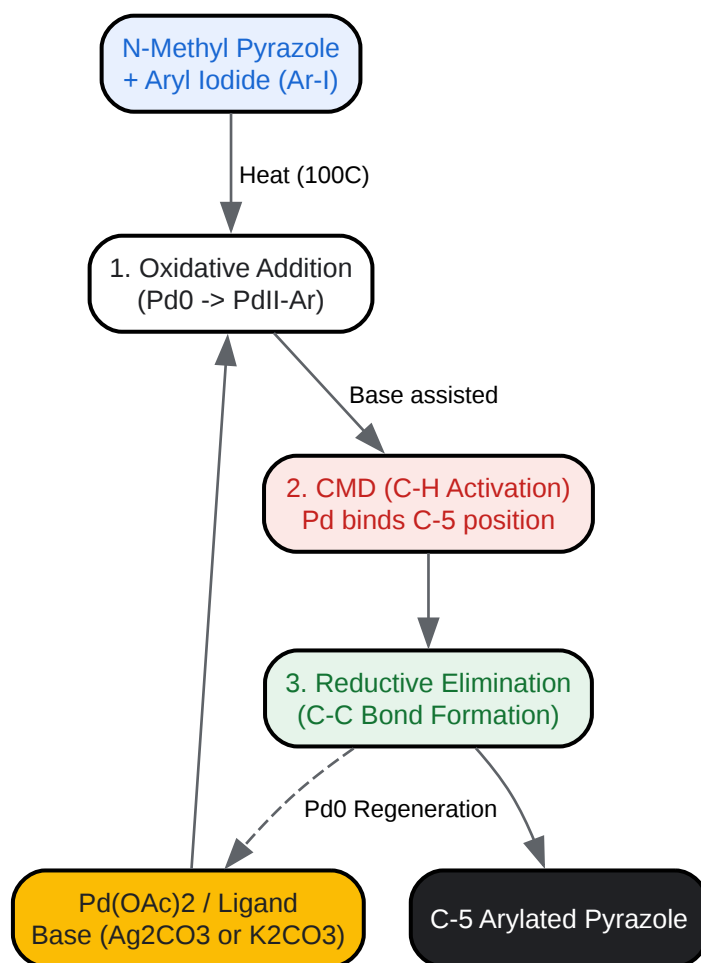 N-Methyl Pyrazole
+ Aryl Iodide (Ar-I)
Heat (100C)
1. Oxidative Addition
(Pd0 -> PdII-Ar)
Base assisted
2. CMD (C-H Activation)
Pd binds C-5 position
3. Reductive Elimination
(C-C Bond Formation)
Pd0 Regeneration
Pd(OAc)2 / Ligand
Base (Ag2CO3 or K2CO3)
C-5 Arylated Pyrazole